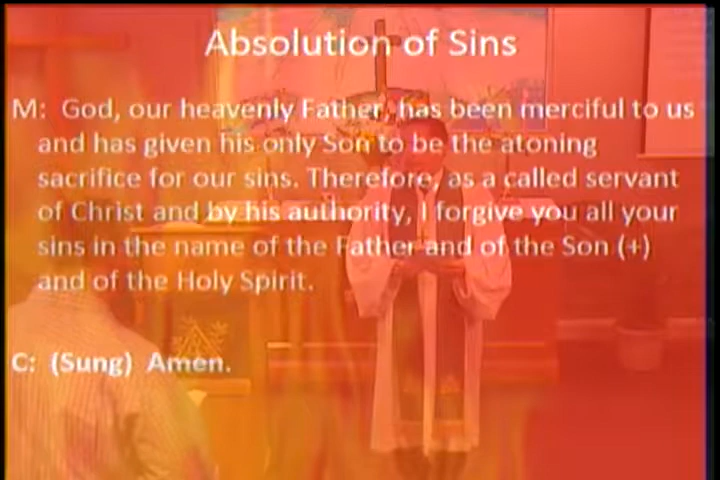 Absolution of Sins
M: God, our heavenly Father, has been merciful to us
and has given his only Son to be the atoning
sacrifice for our sins. Therefore, as a called servant
of Christ and by his authority, I forgive you all your
sins in the name of the Father and of the Son (+)
and of the Holy Spirit.
C: (Sung) Amen.